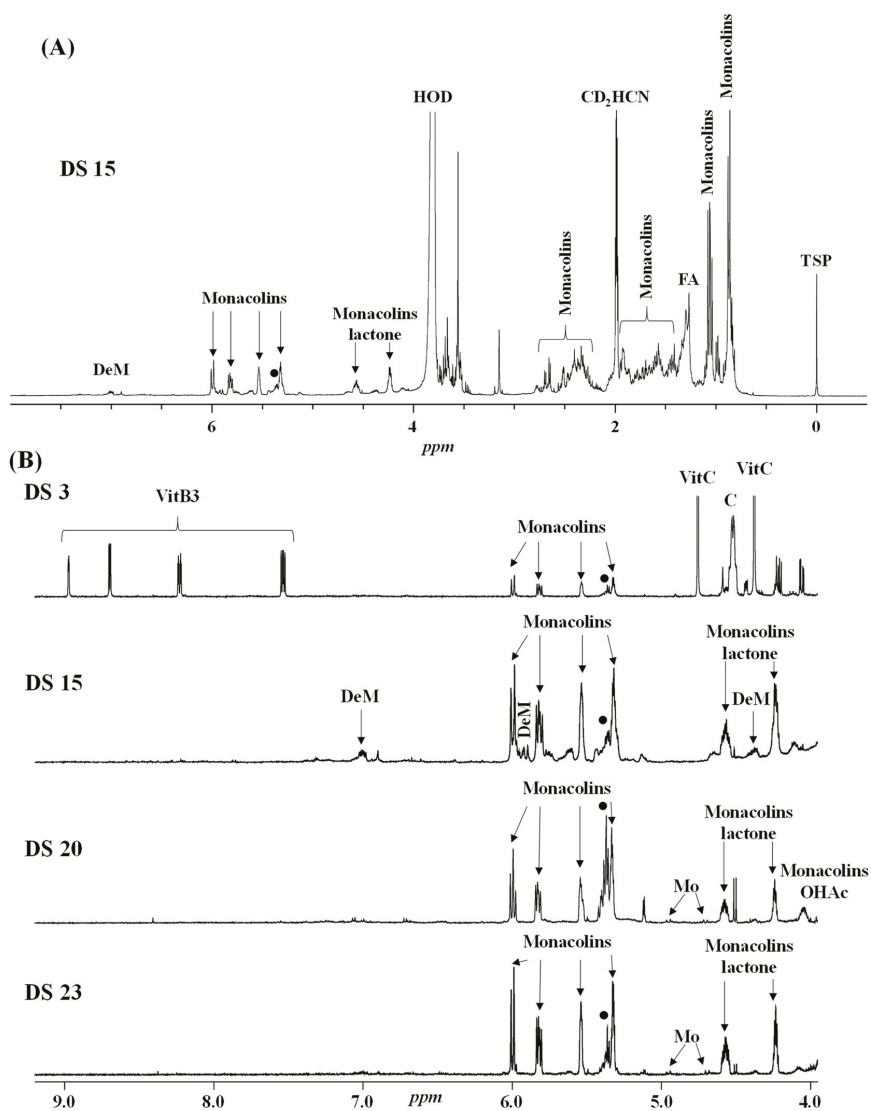 (A)
DS 15
HOD
CD₂HCN
Monacolins
Monacolins
Monacolins
Monacolins
FA
TSP
Monacolins
Monacolins
lactone
DeM
6
4
2
0
ppm
(B)
DS 3
VitB3
Monacolins
VitC
C
VitC
DS 15
DeM
Monacolins
DeM
Monacolins
lactone
DeM
DS 20
Monacolins
Mo
Monacolins
lactone
Monacolins
OHAc
DS 23
Monacolins
Mo
Monacolins
lactone
9.0
8.0
7.0
ppm
6.0
5.0
4.0